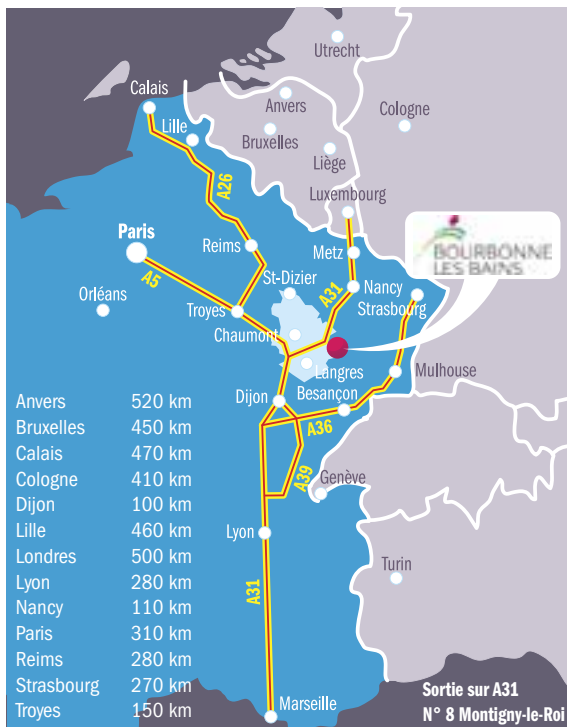 Utrecht
Calais
Anvers
Cologne
Lille
Bruxelles
Liège
A26
Luxembourg
Paris
Reims
Metz
BOURBONNE
LES BAINS
A5
St-Dizier
A31
Nancy
Orléans
Strasbourg
Troyes
Chaumont
Langres
Mulhouse
Dijon
Besançon
A36
A39
Genève
Lyon
Turin
A31
Marseille
Anvers 520 km
Bruxelles 450 km
Calais 470 km
Cologne 410 km
Dijon 100 km
Lille 460 km
Londres 500 km
Lyon 280 km
Nancy 110 km
Paris 310 km
Reims 280 km
Strasbourg 270 km
Troyes 150 km
Sortie sur A31
N° 8 Montigny-le-Roi